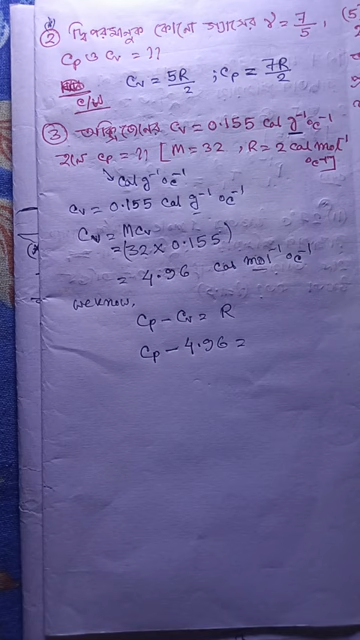 ② দ্বিপরমাণুক কোনো গ্যাসের γ = 7/5,
Cp ও Cv = ??
Cv = 5R/2 ; Cp = 7R/2
C/W
③ অক্সিজেনের Cv = 0.155 cal g⁻¹ °c⁻¹
হলে Cp = ?? [M = 32, R = 2 cal mol⁻¹ °c⁻¹]
↳ cal g⁻¹ °c⁻¹
cv = 0.155 cal g⁻¹ °c⁻¹
Cv = Mcv
= (32 × 0.155)
= 4.96 cal mol⁻¹ °c⁻¹
we know,
Cp - Cv = R
Cp - 4.96 =